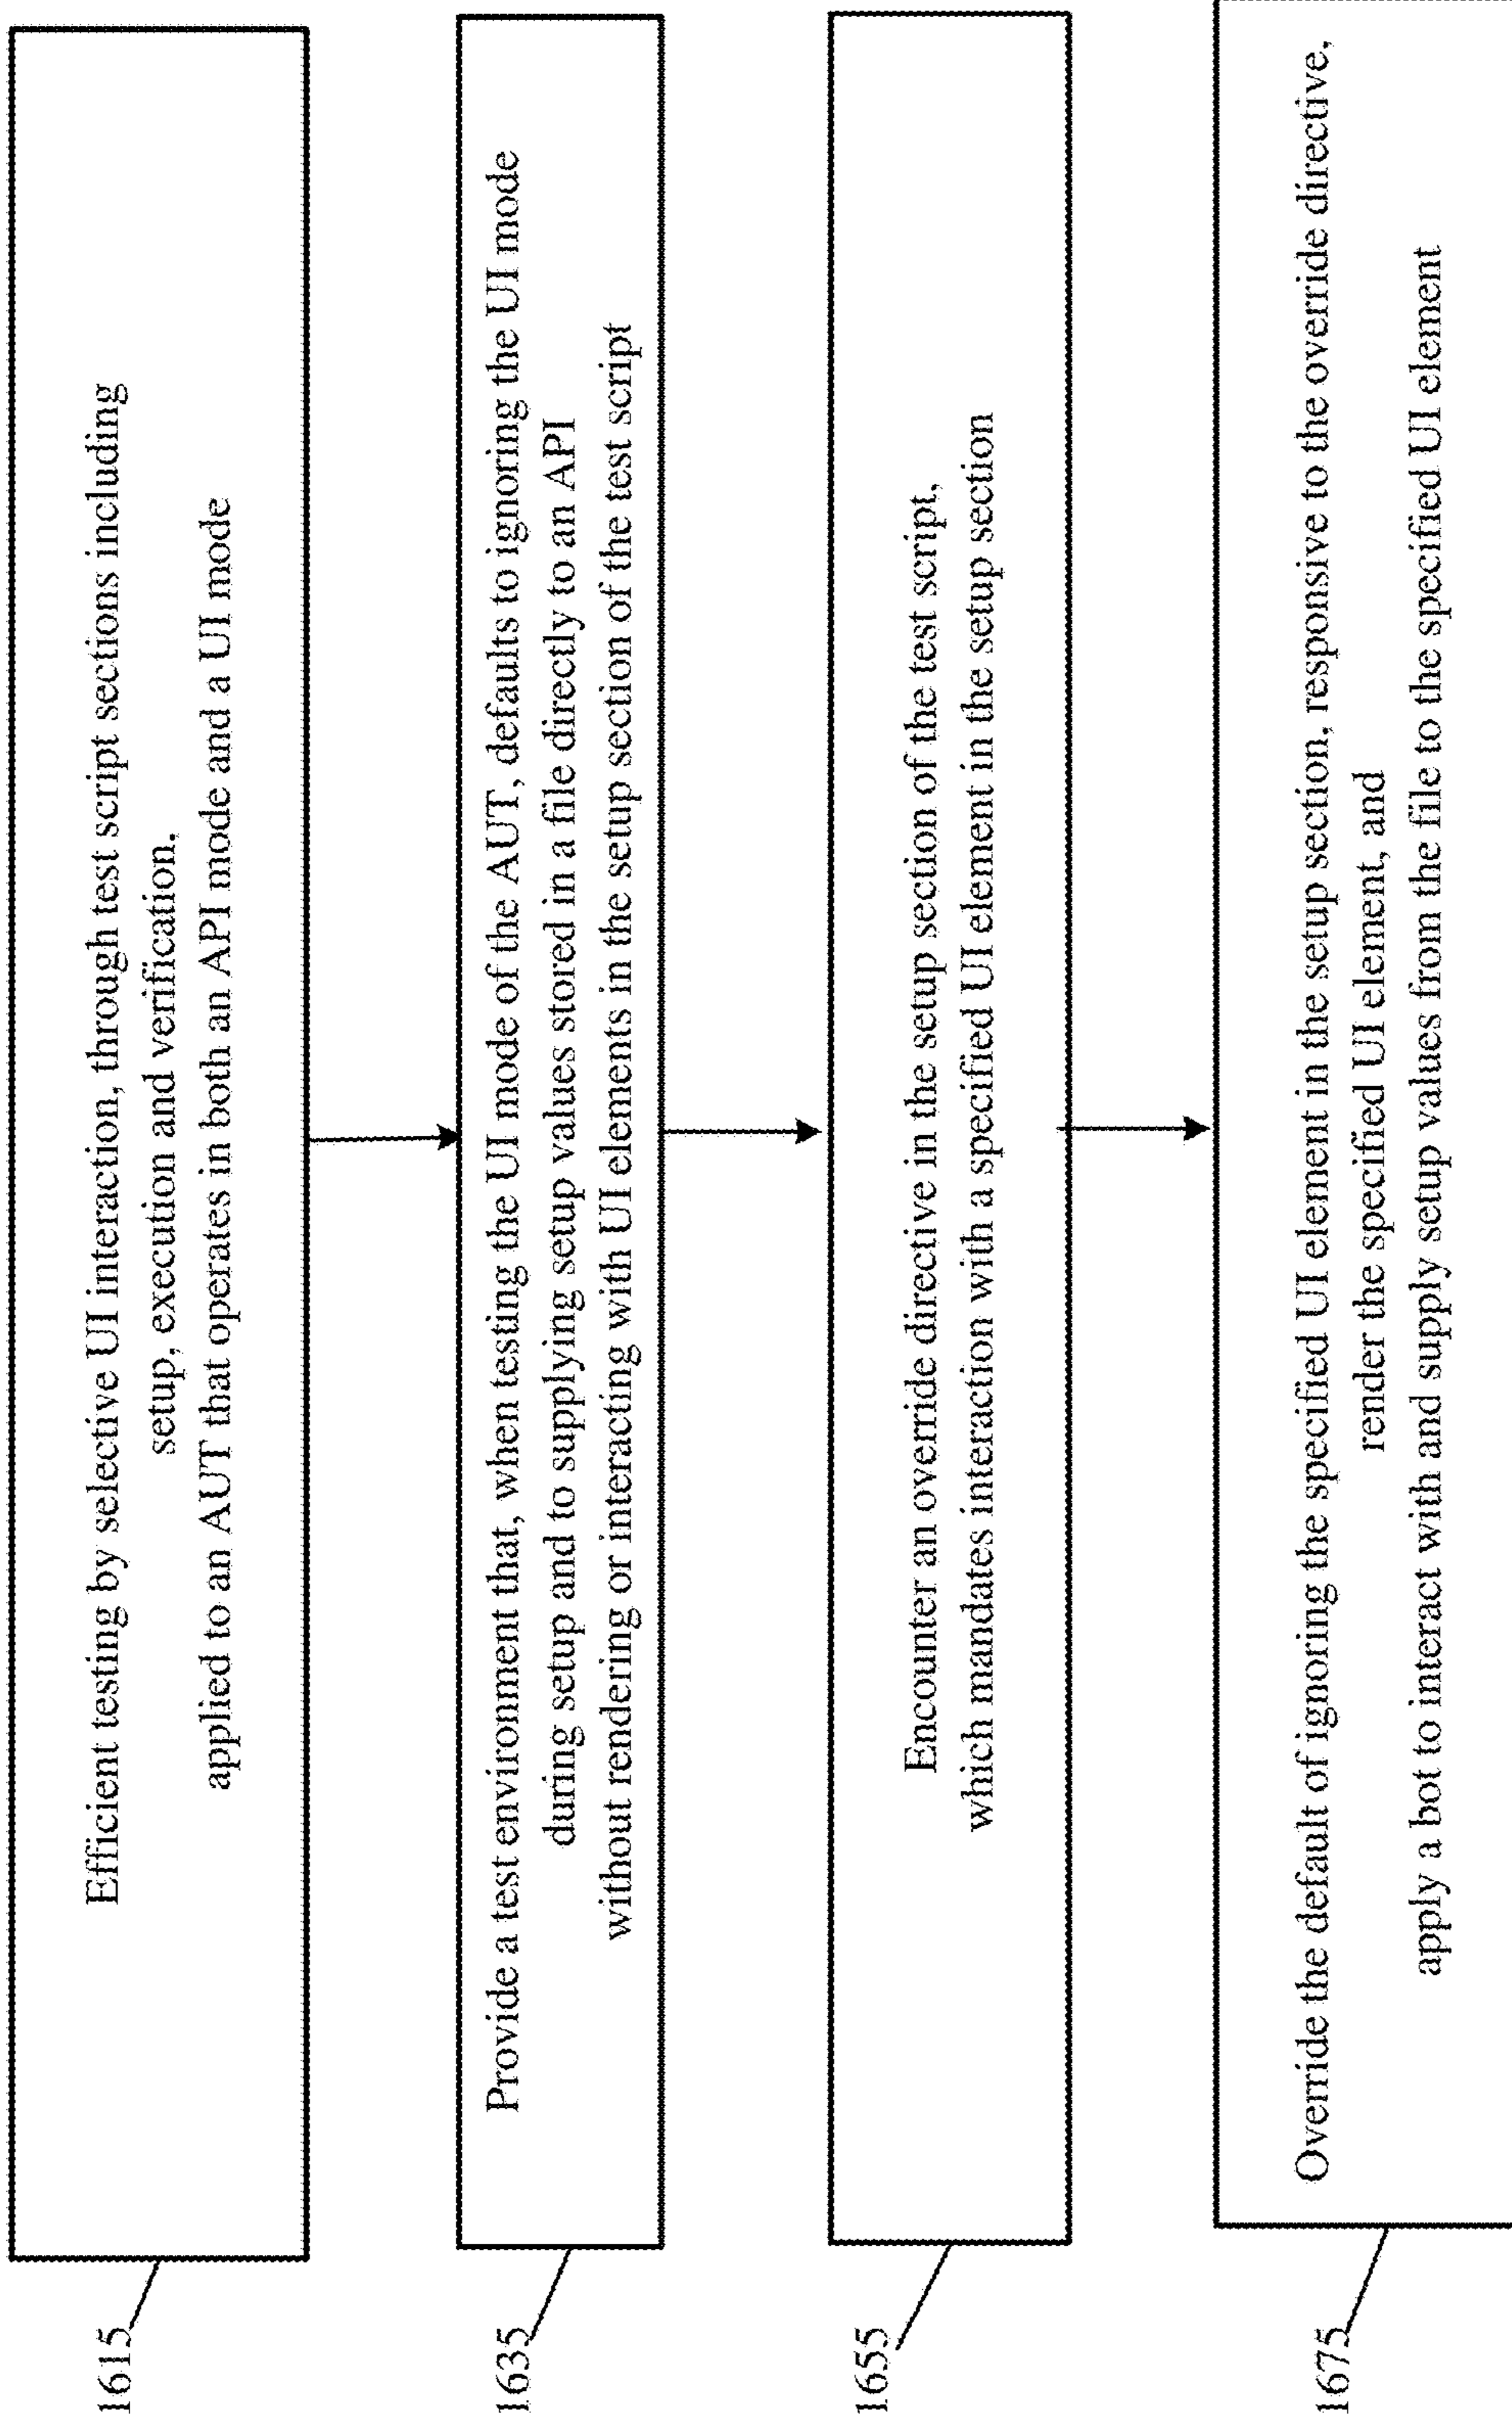 1615
Efficient testing by selective UI interaction, through test script sections including
setup, execution and verification,
applied to an AUT that operates in both an API mode and a UI mode
1635
Provide a test environment that, when testing the UI mode of the AUT, defaults to ignoring the UI mode
during setup and to supplying setup values stored in a file directly to an API
without rendering or interacting with UI elements in the setup section of the test script
1655
Encounter an override directive in the setup section of the test script,
which mandates interaction with a specified UI element in the setup section
1675
Override the default of ignoring the specified UI element in the setup section, responsive to the override directive,
render the specified UI element, and
apply a bot to interact with and supply setup values from the file to the specified UI element